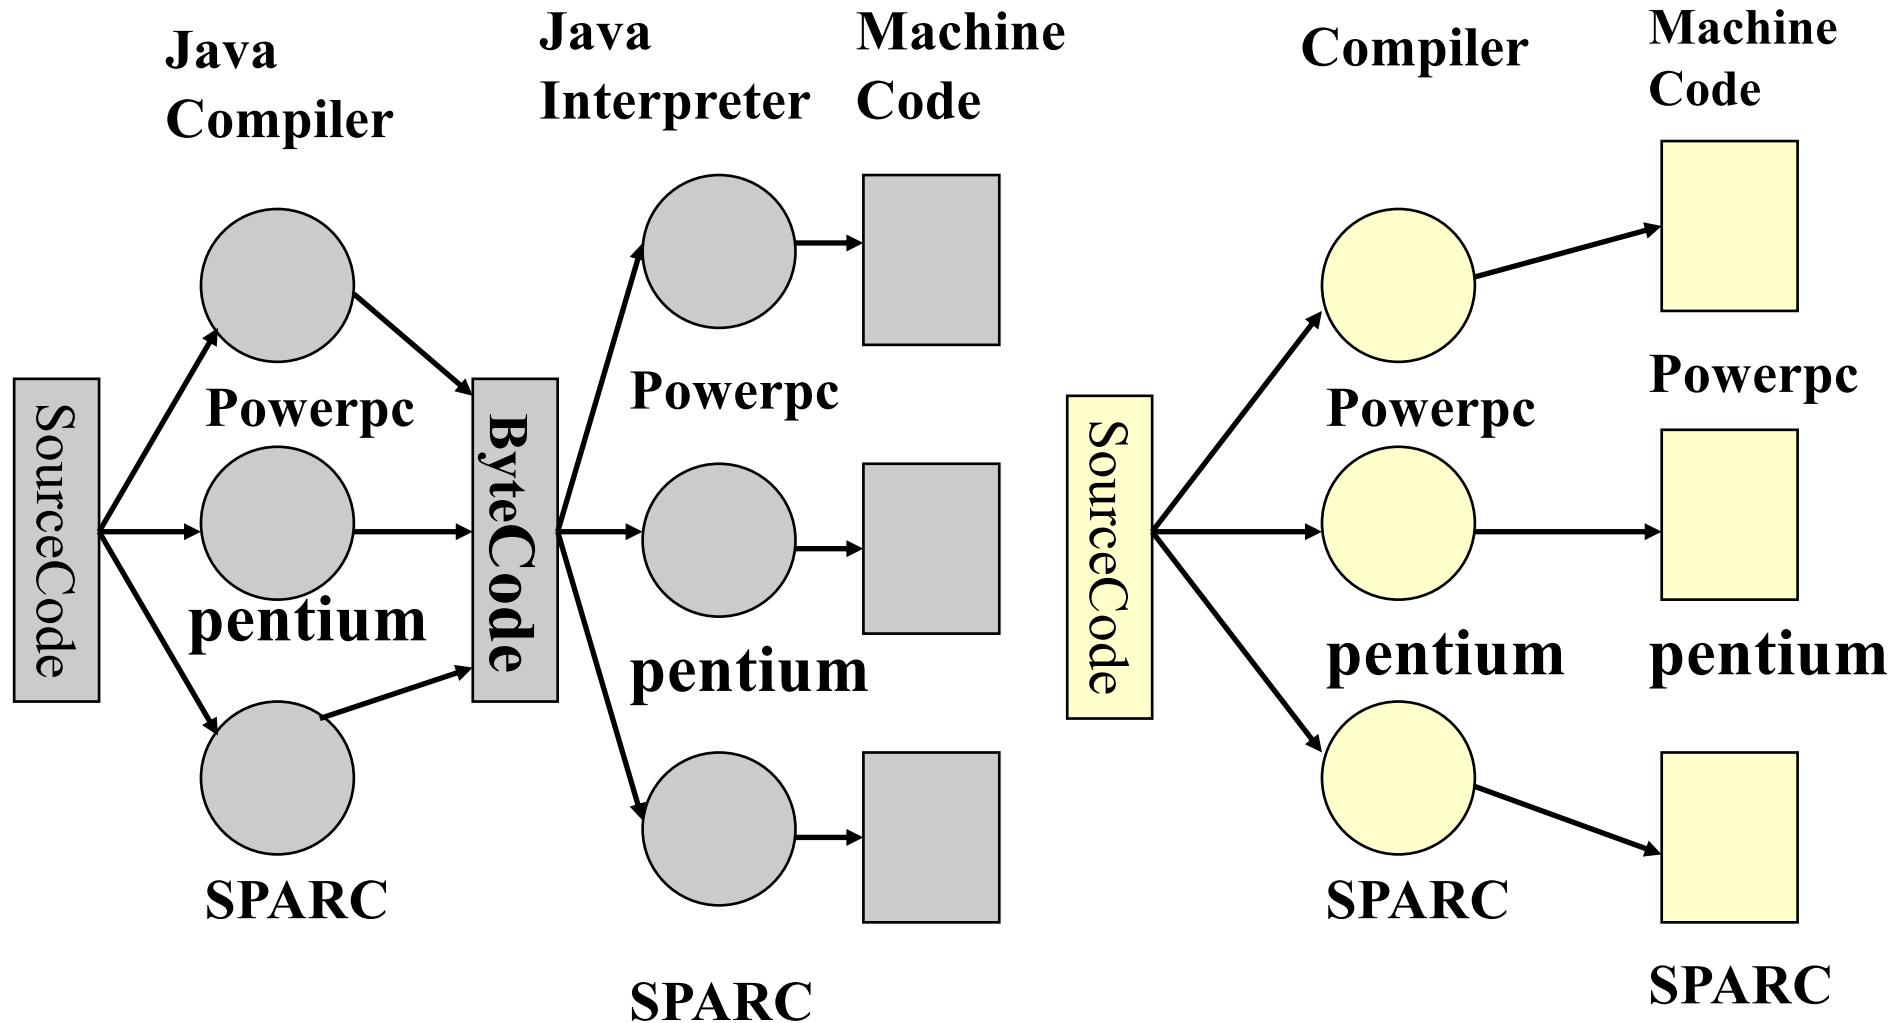 Java
Compiler
Java
Interpreter
Machine
Code
Compiler
Machine
Code
SourceCode
Powerpc
pentium
SPARC
ByteCode
Powerpc
pentium
SPARC
SourceCode
Powerpc
pentium
SPARC
Powerpc
pentium
SPARC